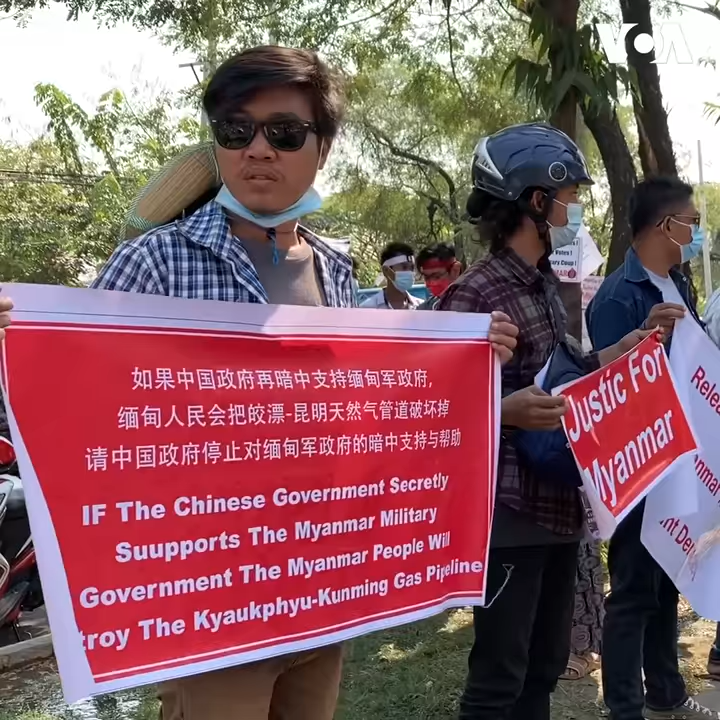 VOA
如果中国政府再暗中支持缅甸军政府,
缅甸人民会把皎漂-昆明天然气管道破坏掉
请中国政府停止对缅甸军政府的暗中支持与帮助
IF The Chinese Government Secretly
Suupports The Myanmar Military
Government The Myanmar People Will
troy The Kyaukphyu-Kunming Gas Pipeline
Justic For
Myanmar